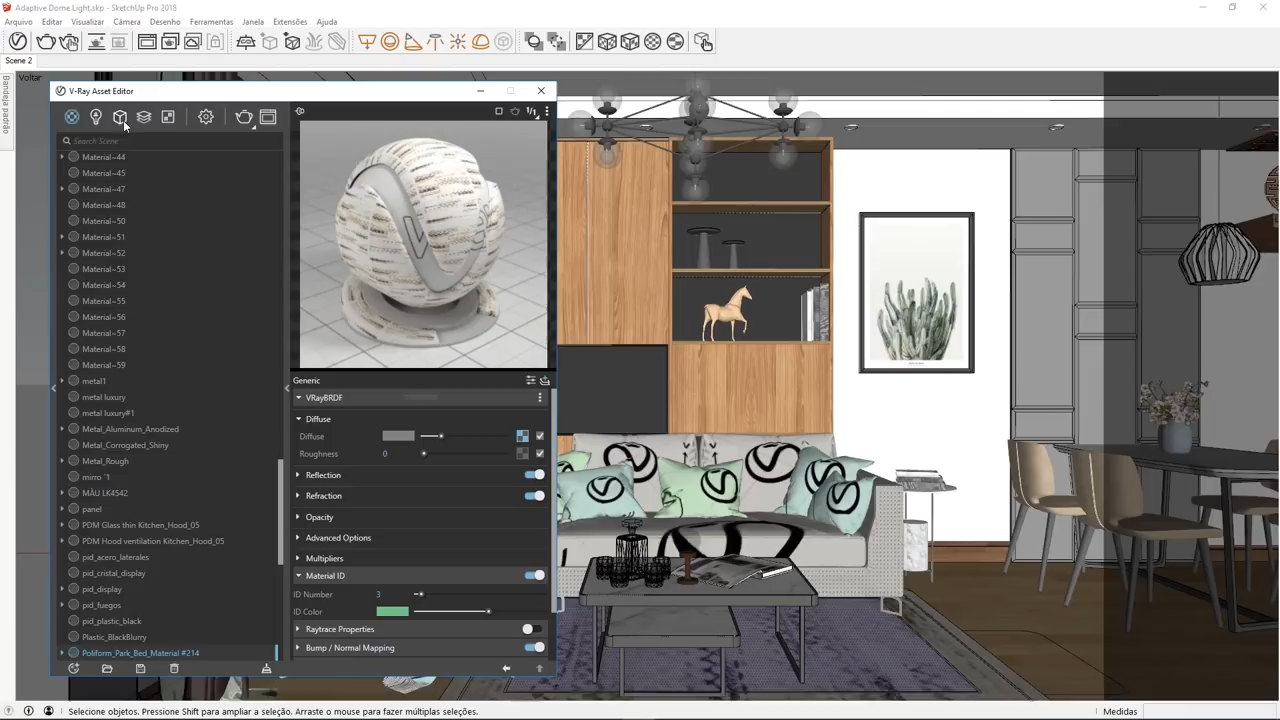 Adaptive Dome Light.skp - SketchUp Pro 2018
Arquivo Editar Visualizar Câmera Desenho Ferramentas Janela Extensões Ajuda
Scene 2
Bandeja padrão
Voltar
V-Ray Asset Editor
Search Scene
Material~44
Material~45
Material~47
Material~48
Material~50
Material~51
Material~52
Material~53
Material~54
Material~55
Material~56
Material~57
Material~58
Material~59
metal1
metal luxury
metal luxury#1
Metal_Aluminum_Anodized
Metal_Corrugated_Shiny
Metal_Rough
mirro '1
MÀU LK4542
panel
PDM Glass thin Kitchen_Hood_05
PDM Hood ventilation Kitchen_Hood_05
pid_acero_laterales
pid_cristal_display
pid_display
pid_fuegos
pid_plastic_black
Plastic_BlackBlurry
Poliform_Park_Bed_Material #214
1/1
Generic
VRayBRDF
Diffuse
Diffuse
Roughness 0
Reflection
Refraction
Opacity
Advanced Options
Multipliers
Material ID
ID Number 3
ID Color
Raytrace Properties
Bump / Normal Mapping
Selecione objetos. Pressione Shift para ampliar a seleção. Arraste o mouse para fazer múltiplas seleções.
Medidas